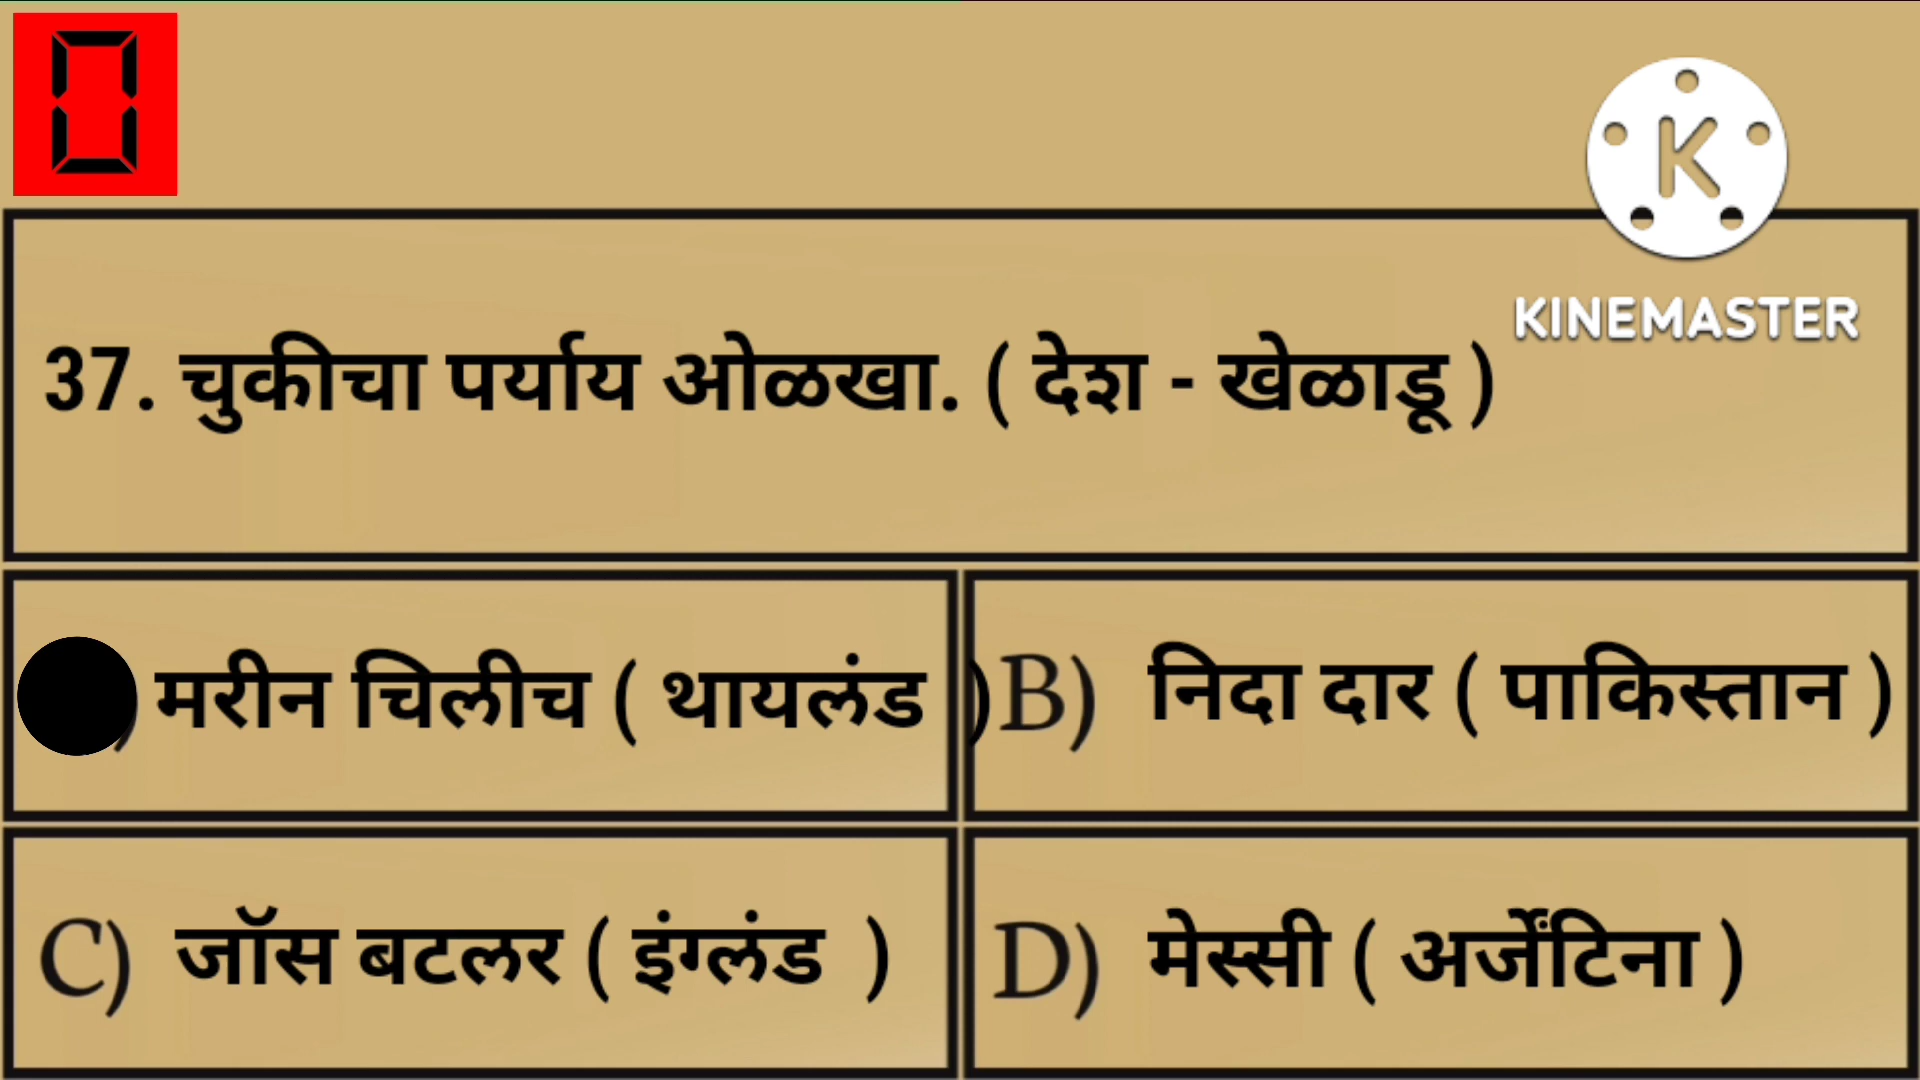 0
K
KINEMASTER
37. चुकीचा पर्याय ओळखा. ( देश - खेळाडू )
) मरीन चिलीच ( थायलंड )
B) निदा दार ( पाकिस्तान )
C) जॉस बटलर ( इंग्लंड )
D) मेस्सी ( अर्जेंटिना )